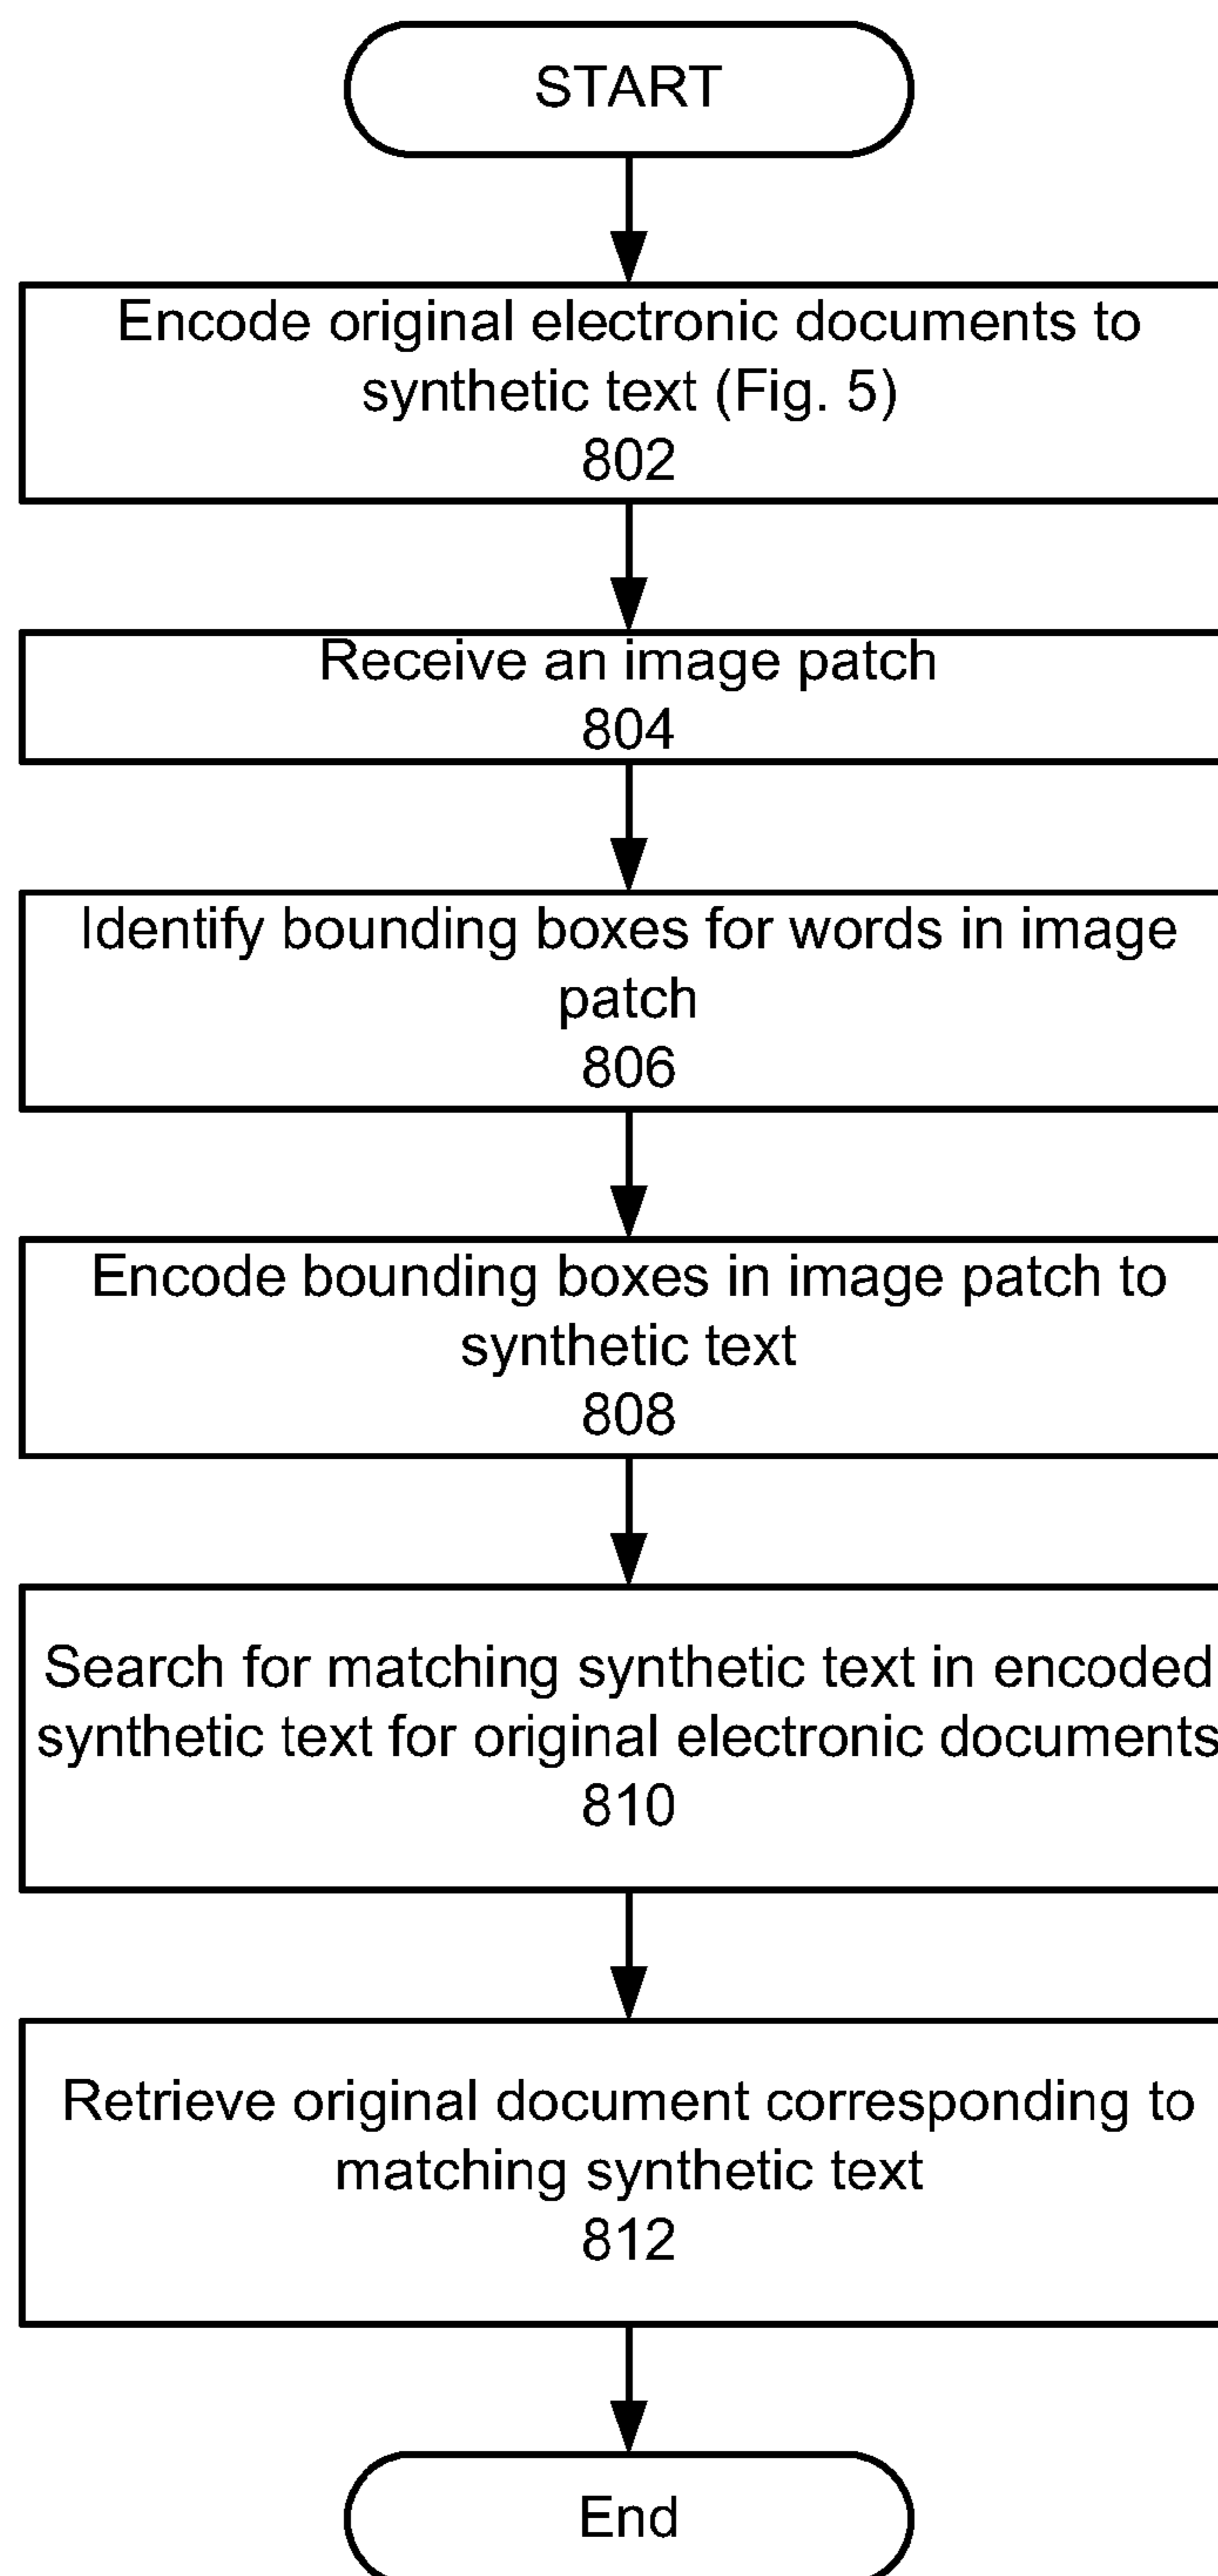 START
Encode original electronic documents to
synthetic text (Fig. 5)
802
Receive an image patch
804
Identify bounding boxes for words in image
patch
806
Encode bounding boxes in image patch to
synthetic text
808
Search for matching synthetic text in encoded
synthetic text for original electronic documents
810
Retrieve original document corresponding to
matching synthetic text
812
End